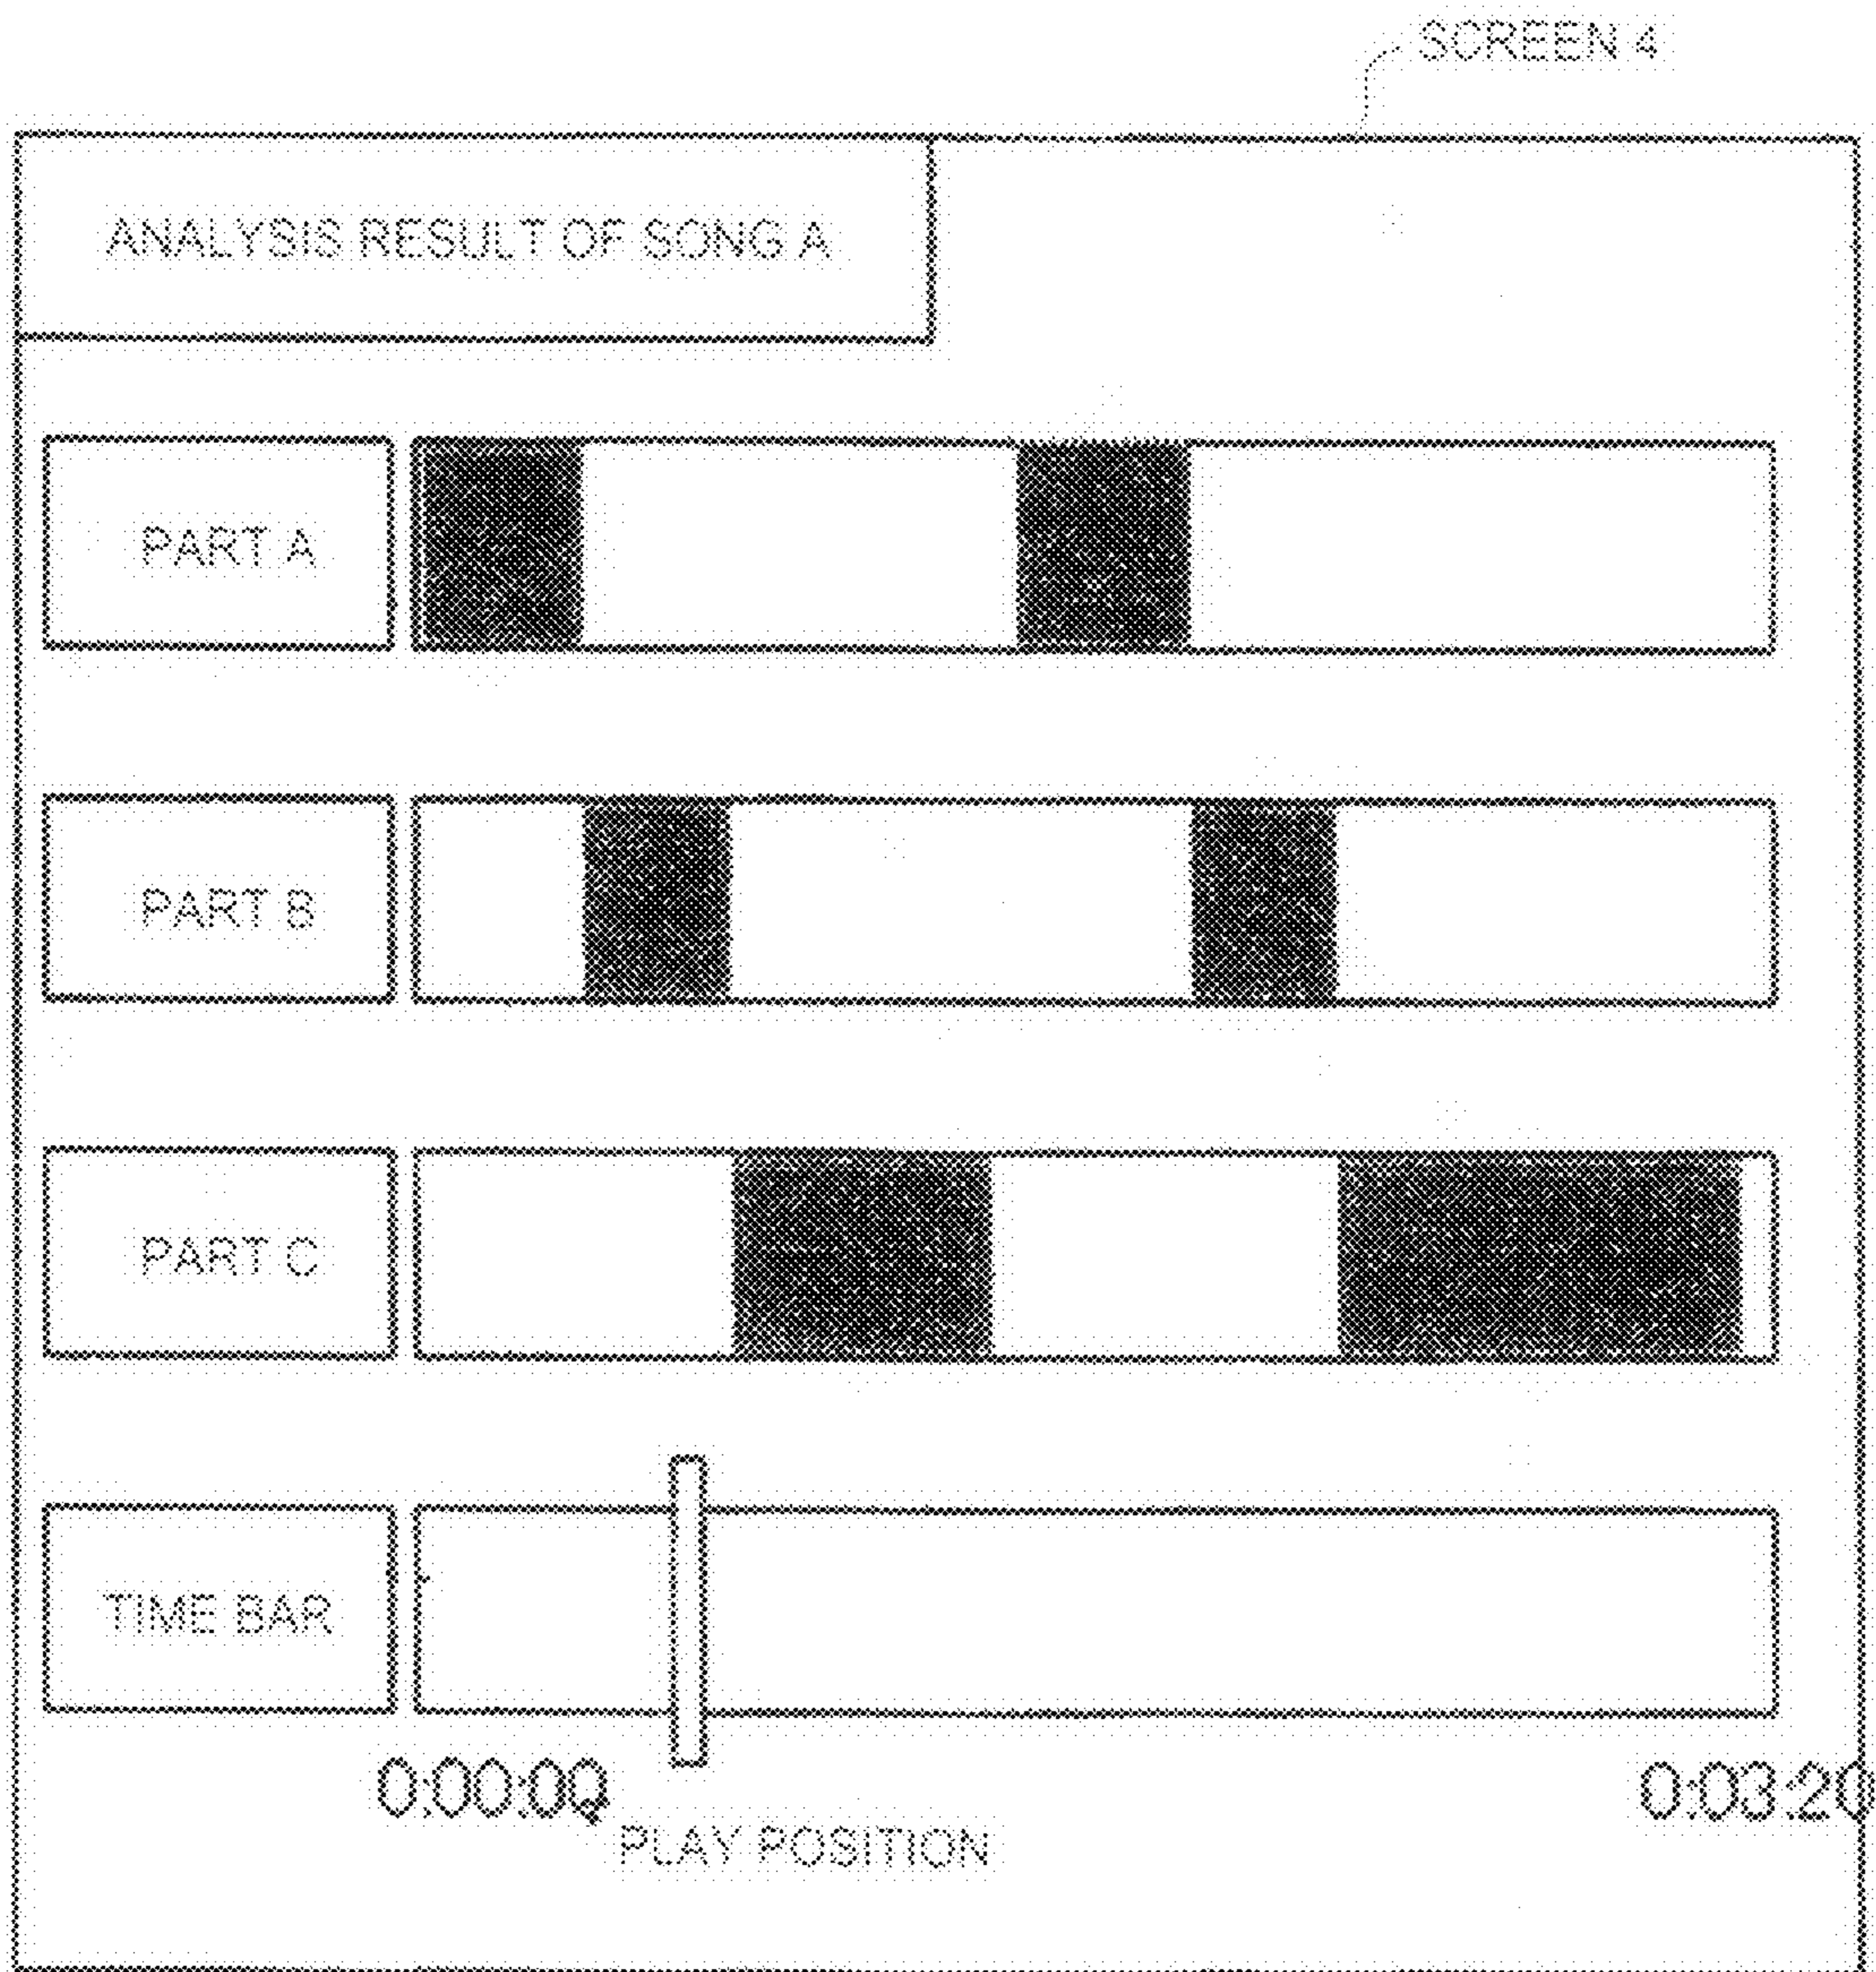 SCREEN 4
ANALYSIS RESULT OF SONG A
PART A
PART B
PART C
TIME BAR
0:00:00 0:03:20
PLAY POSITION